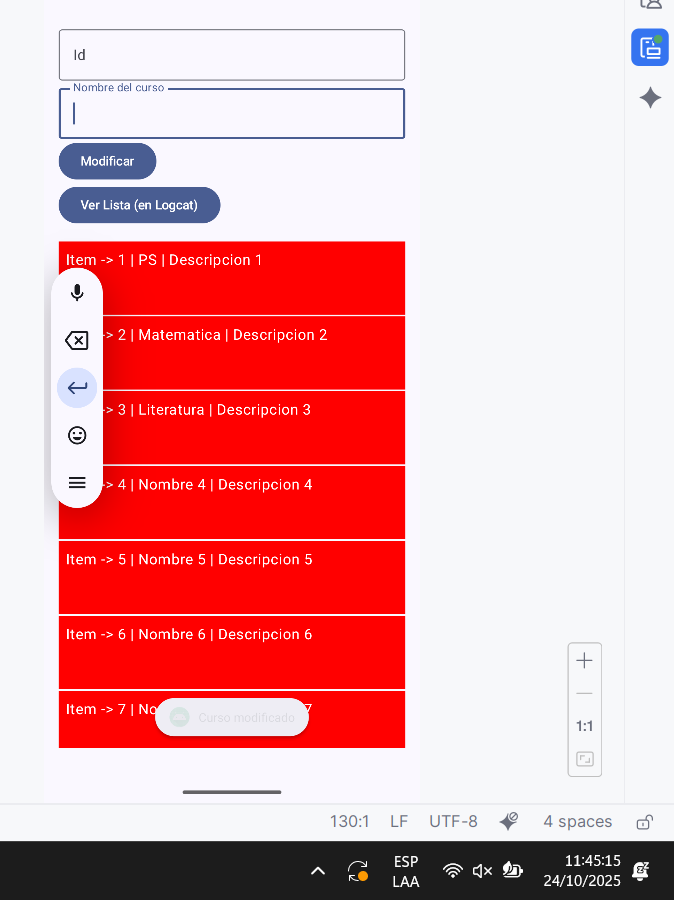 Id
Nombre del curso
Modificar
Ver Lista (en Logcat)
Item -> 1 | PS | Descripcion 1
> 2 | Matematica | Descripcion 2
> 3 | Literatura | Descripcion 3
> 4 | Nombre 4 | Descripcion 4
Item -> 5 | Nombre 5 | Descripcion 5
Item -> 6 | Nombre 6 | Descripcion 6
Item -> 7 | No 7
Curso modificado
1:1
130:1 LF UTF-8 4 spaces
ESP 11:45:15
LAA 24/10/2025